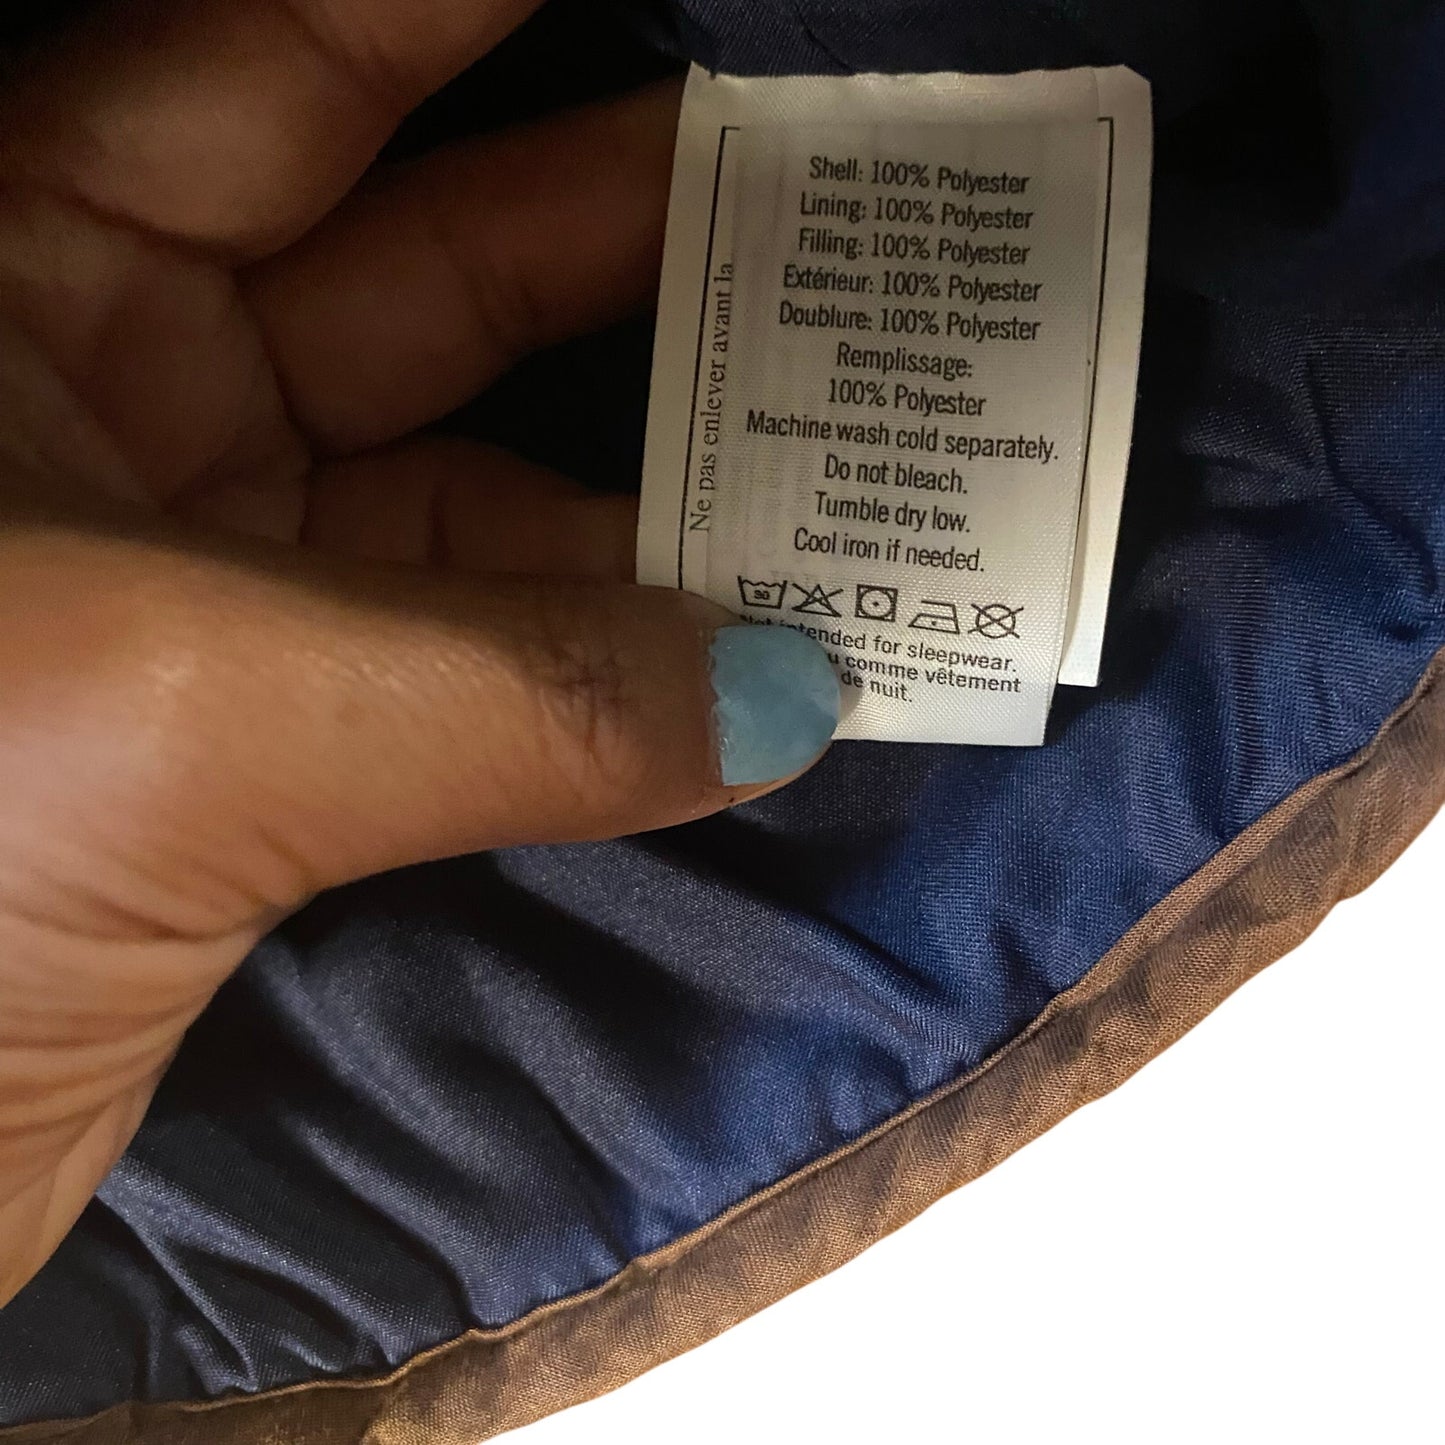 Shell: 100% Polyester
Lining: 100% Polyester
Filling: 100% Polyester
Extérieur: 100% Polyester
Doublure: 100% Polyester
Remplissage:
100% Polyester
Machine wash cold separately.
Do not bleach.
Tumble dry low.
Cool iron if needed.
30
Not intended for sleepwear.
comme vêtement
de nuit.
Ne pas enlever avant la